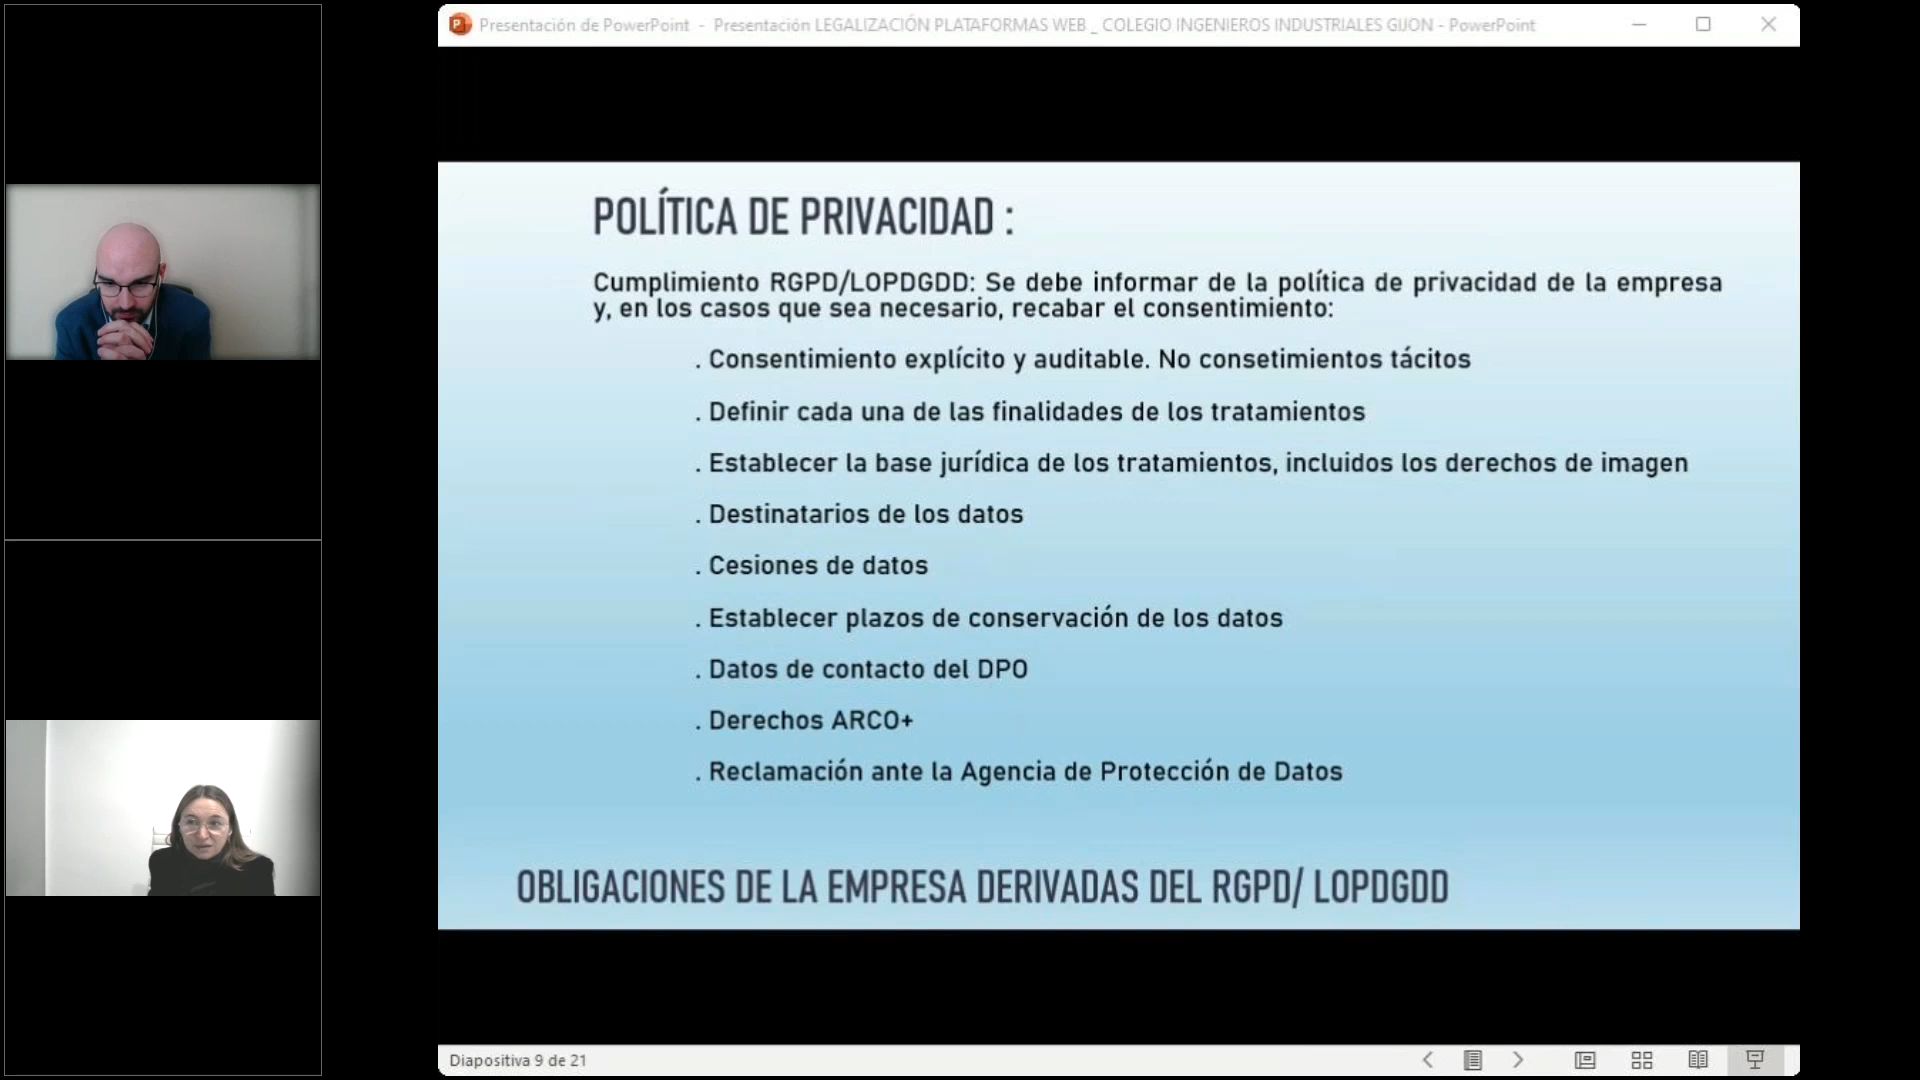 Presentación de PowerPoint - Presentación LEGALIZACIÓN PLATAFORMAS WEB _ COLEGIO INGENIEROS INDUSTRIALES GIJON - PowerPoint
POLÍTICA DE PRIVACIDAD :
Cumplimiento RGPD/LOPDGDD: Se debe informar de la política de privacidad de la empresa
y, en los casos que sea necesario, recabar el consentimiento:
. Consentimiento explícito y auditable. No consetimientos tácitos
. Definir cada una de las finalidades de los tratamientos
. Establecer la base jurídica de los tratamientos, incluidos los derechos de imagen
. Destinatarios de los datos
. Cesiones de datos
. Establecer plazos de conservación de los datos
. Datos de contacto del DPO
. Derechos ARCO+
. Reclamación ante la Agencia de Protección de Datos
OBLIGACIONES DE LA EMPRESA DERIVADAS DEL RGPD/ LOPDGDD
Diapositiva 9 de 21